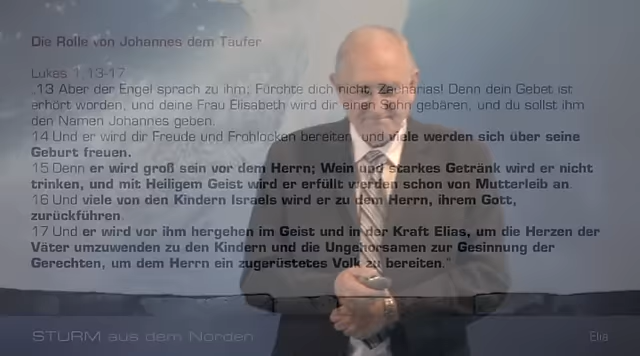 Die Rolle von Johannes dem Taufer
Lukas 1,13-17
„13 Aber der Engel sprach zu ihm: Fürchte dich nicht, Zacharias! Denn dein Gebet ist
erhört worden, und deine Frau Elisabeth wird dir einen Sohn gebären, und du sollst ihm
den Namen Johannes geben.
14 Und er wird dir Freude und Frohlocken bereiten, und viele werden sich über seine
Geburt freuen.
15 Denn er wird groß sein vor dem Herrn; Wein und starkes Getränk wird er nicht
trinken, und mit Heiligem Geist wird er erfüllt werden schon von Mutterleib an.
16 Und viele von den Kindern Israels wird er zu dem Herrn, ihrem Gott,
zurückführen.
17 Und er wird vor ihm hergehen im Geist und in der Kraft Elias, um die Herzen der
Väter umzuwenden zu den Kindern und die Ungehorsamen zur Gesinnung der
Gerechten, um dem Herrn ein zugerüstetes Volk zu bereiten."
STURM aus dem Norden
Elia